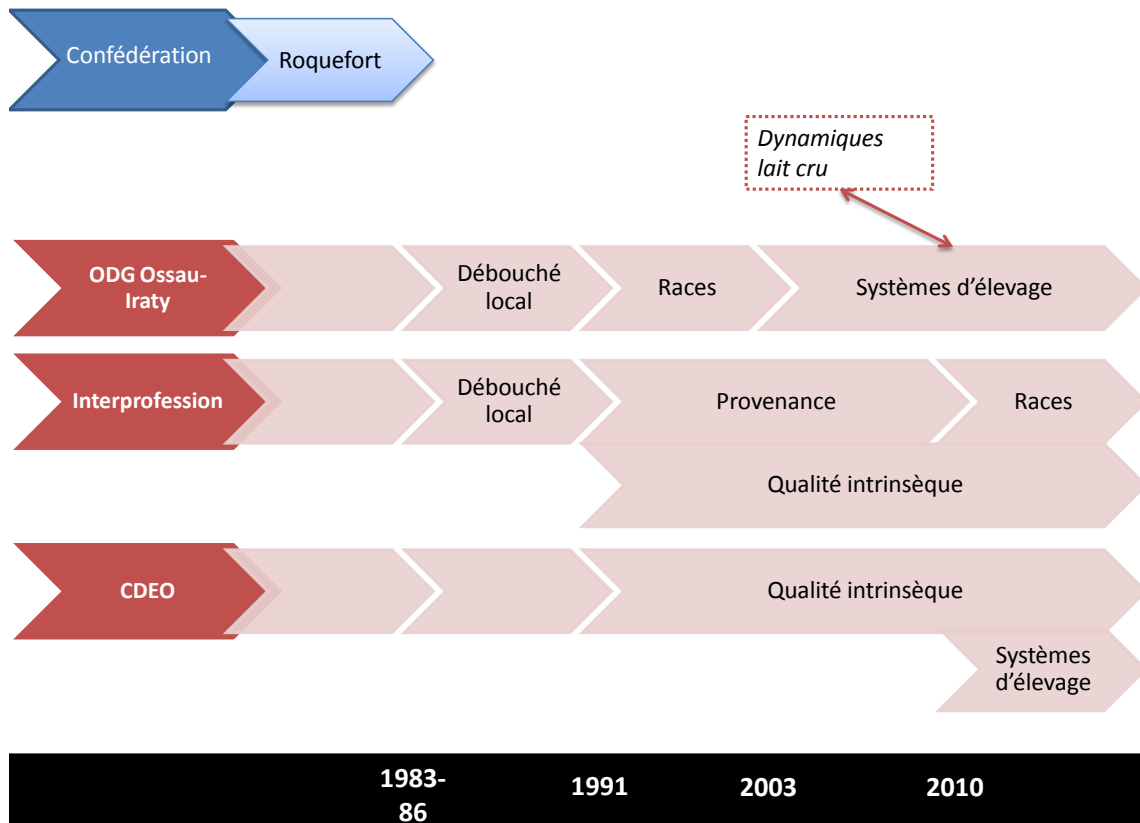 Confédération
Roquefort
Dynamiques
lait cru
ODG Ossau-
Iraty
Débouché
local
Races
Systèmes d'élevage
Interprofession
Débouché
local
Provenance
Races
Qualité intrinsèque
CDEO
Qualité intrinsèque
Systèmes
d'élevage
1983-
86
1991
2003
2010